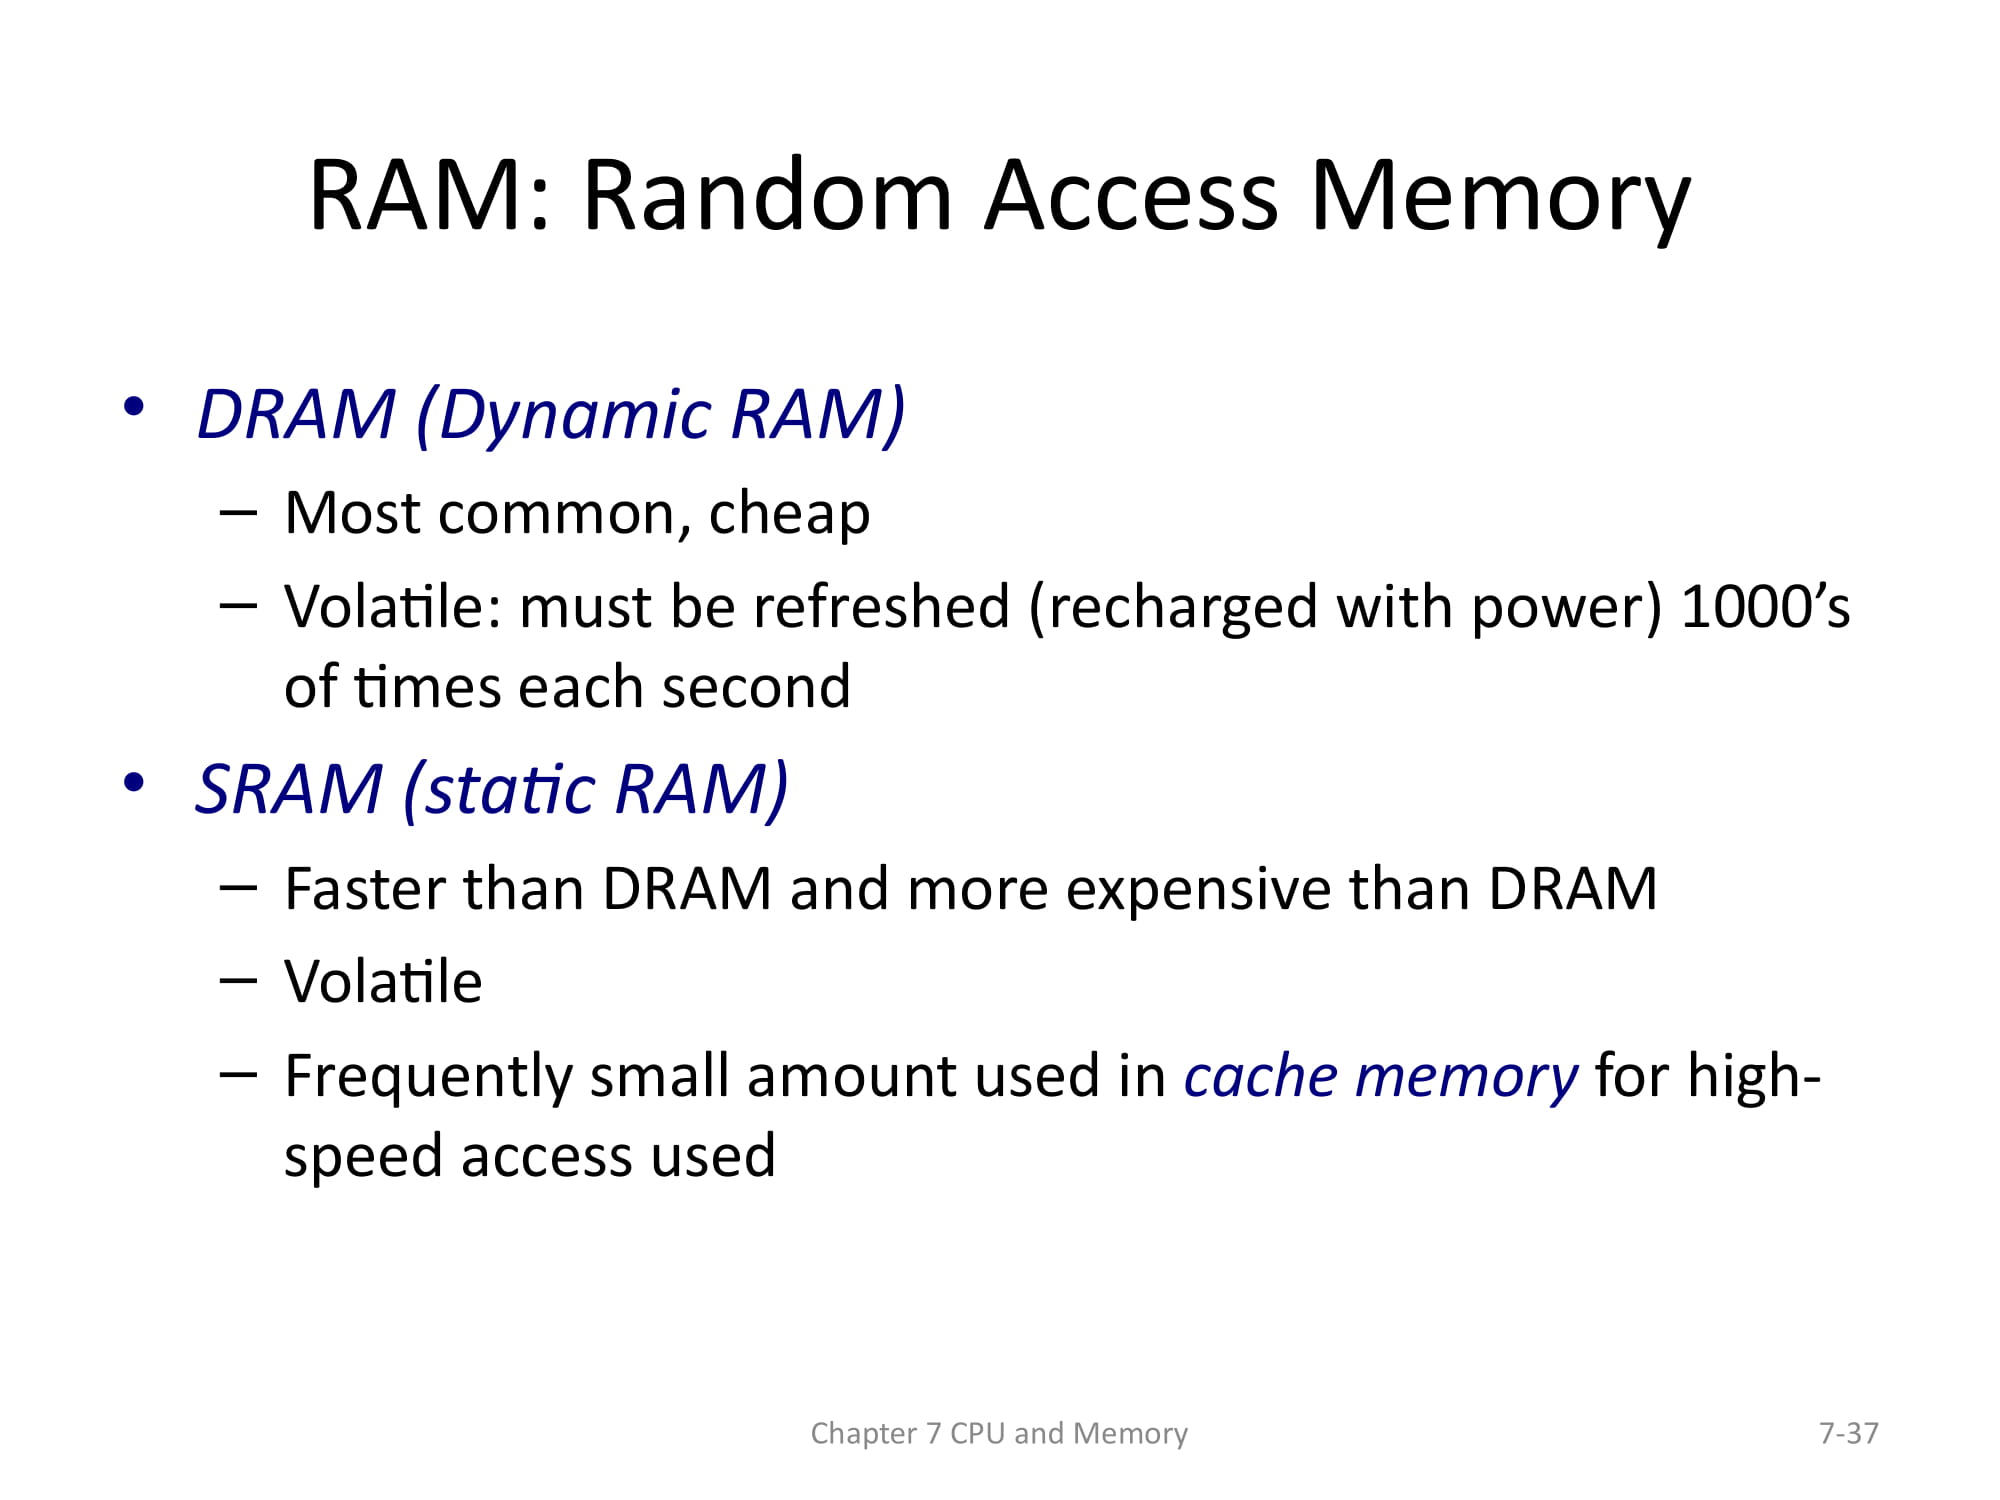 RAM: Random Access Memory
• DRAM (Dynamic RAM)
– Most common, cheap
– Volatile: must be refreshed (recharged with power) 1000’s
of times each second
• SRAM (static RAM)
– Faster than DRAM and more expensive than DRAM
– Volatile
– Frequently small amount used in cache memory for high-
speed access used
Chapter 7 CPU and Memory
7-37